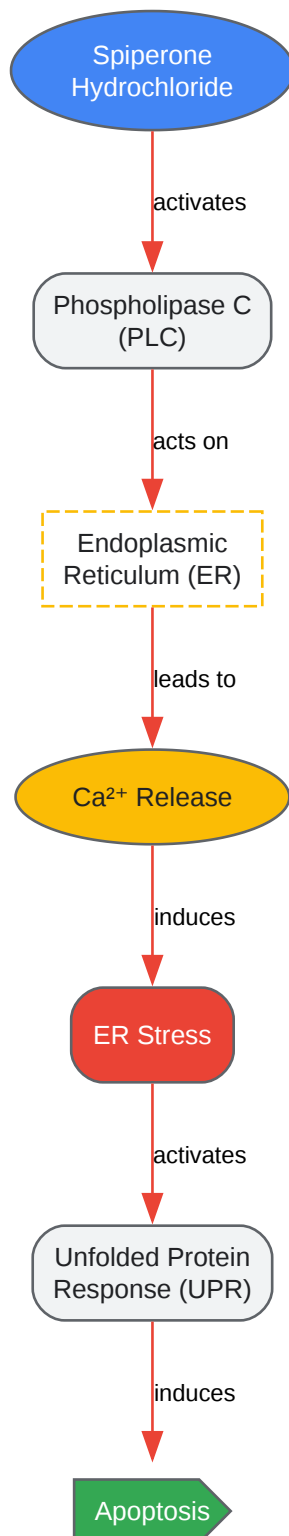 Spiperone
Hydrochloride
activates
Phospholipase C
(PLC)
acts on
Endoplasmic
Reticulum (ER)
leads to
Ca²⁺ Release
induces
ER Stress
activates
Unfolded Protein
Response (UPR)
induces
Apoptosis